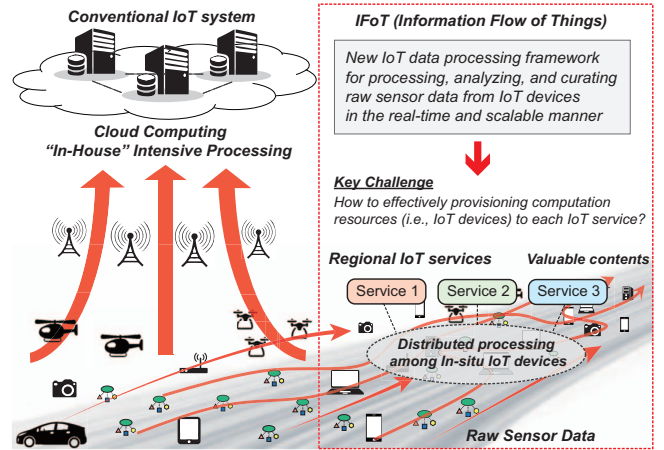 Conventional IoT system
Cloud Computing
"In-House" Intensive Processing
IFoT (Information Flow of Things)
New IoT data processing framework
for processing, analyzing, and curating
raw sensor data from IoT devices
in the real-time and scalable manner
Key Challenge
How to effectively provisioning computation
resources (i.e., IoT devices) to each IoT service?
Regional IoT services
Valuable contents
Service 1
Service 2
Service 3
Distributed processing
among In-situ IoT devices
Raw Sensor Data